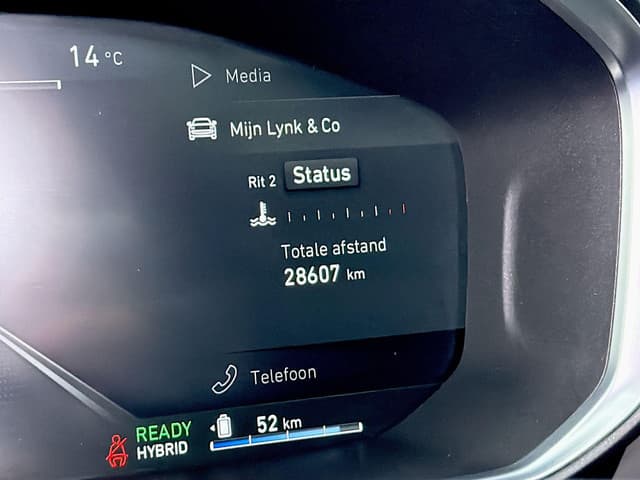 14 °C
Media
Mijn Lynk & Co
Rit 2 Status
Totale afstand
28607 km
Telefoon
READY 52 km
HYBRID